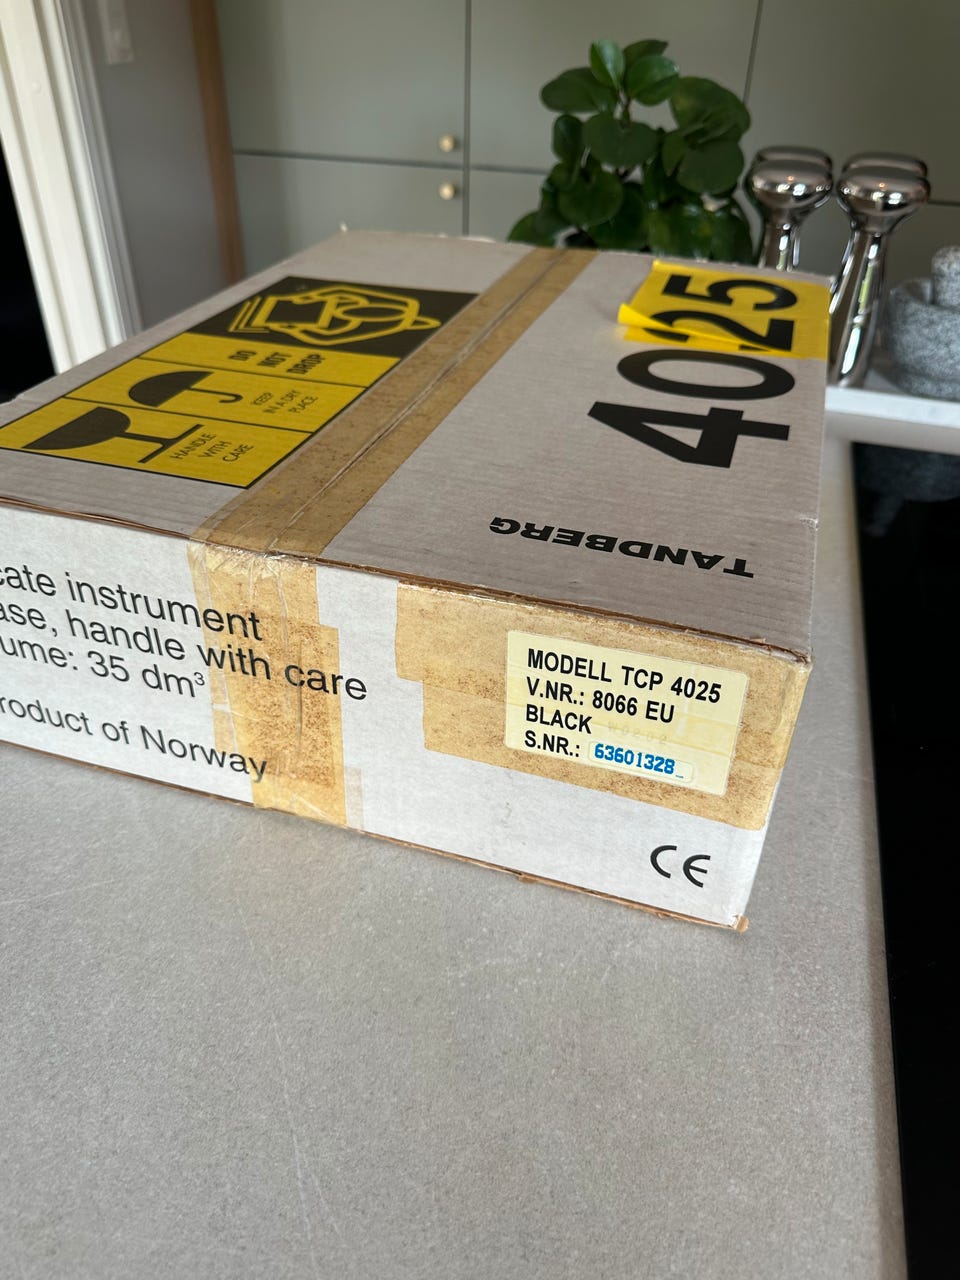 DO
NOT
DROP
KEEP
IN A DRY
PLACE
HANDLE
WITH
CARE
4025
TANDBERG
cate instrument
ase, handle with care
ume: 35 dm³
roduct of Norway
MODELL TCP 4025
V.NR.: 8066 EU
BLACK
S.NR.: 63601328
CE